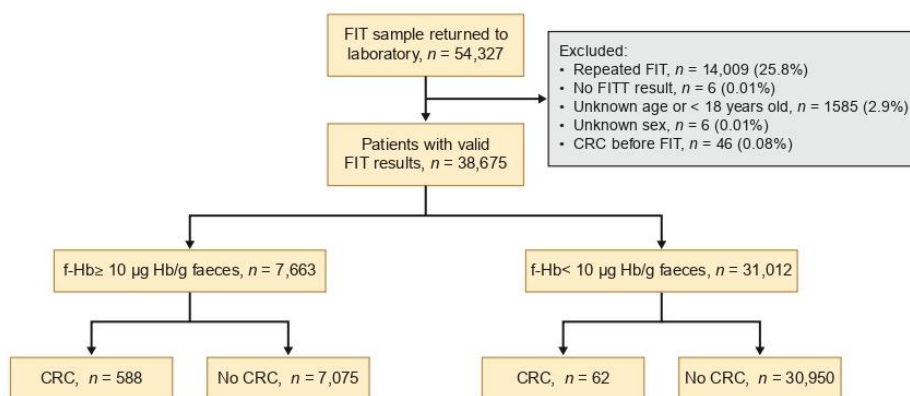 FIT sample returned to
laboratory, n = 54,327
Excluded:
• Repeated FIT, n = 14,009 (25.8%)
• No FITT result, n = 6 (0.01%)
• Unknown age or < 18 years old, n = 1585 (2.9%)
• Unknown sex, n = 6 (0.01%)
• CRC before FIT, n = 46 (0.08%)
Patients with valid
FIT results, n = 38,675
f-Hb≥ 10 µg Hb/g faeces, n = 7,663
f-Hb< 10 µg Hb/g faeces, n = 31,012
CRC, n = 588
No CRC, n = 7,075
CRC, n = 62
No CRC, n = 30,950